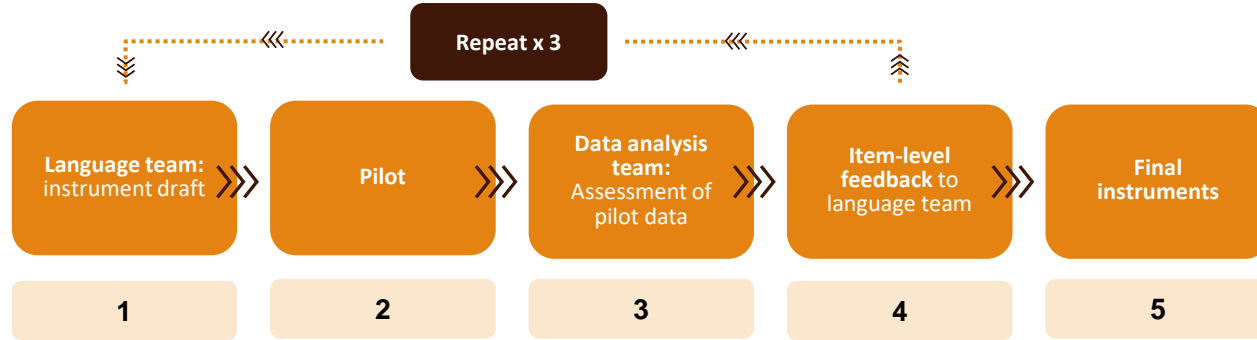 Repeat x 3
Language team:
instrument draft
Pilot
Data analysis
team:
Assessment of
pilot data
Item-level
feedback to
language team
Final
instruments
1
2
3
4
5